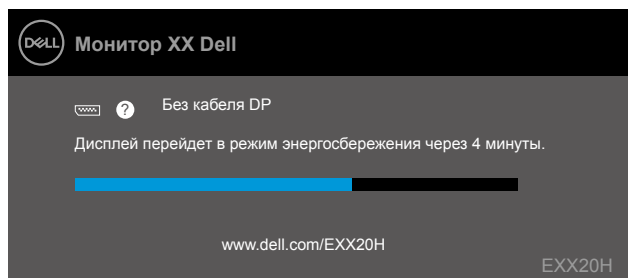 DELL
Монитор XX Dell
? Без кабеля DP
Дисплей перейдет в режим энергосбережения через 4 минуты.
www.dell.com/EXX20H
EXX20H